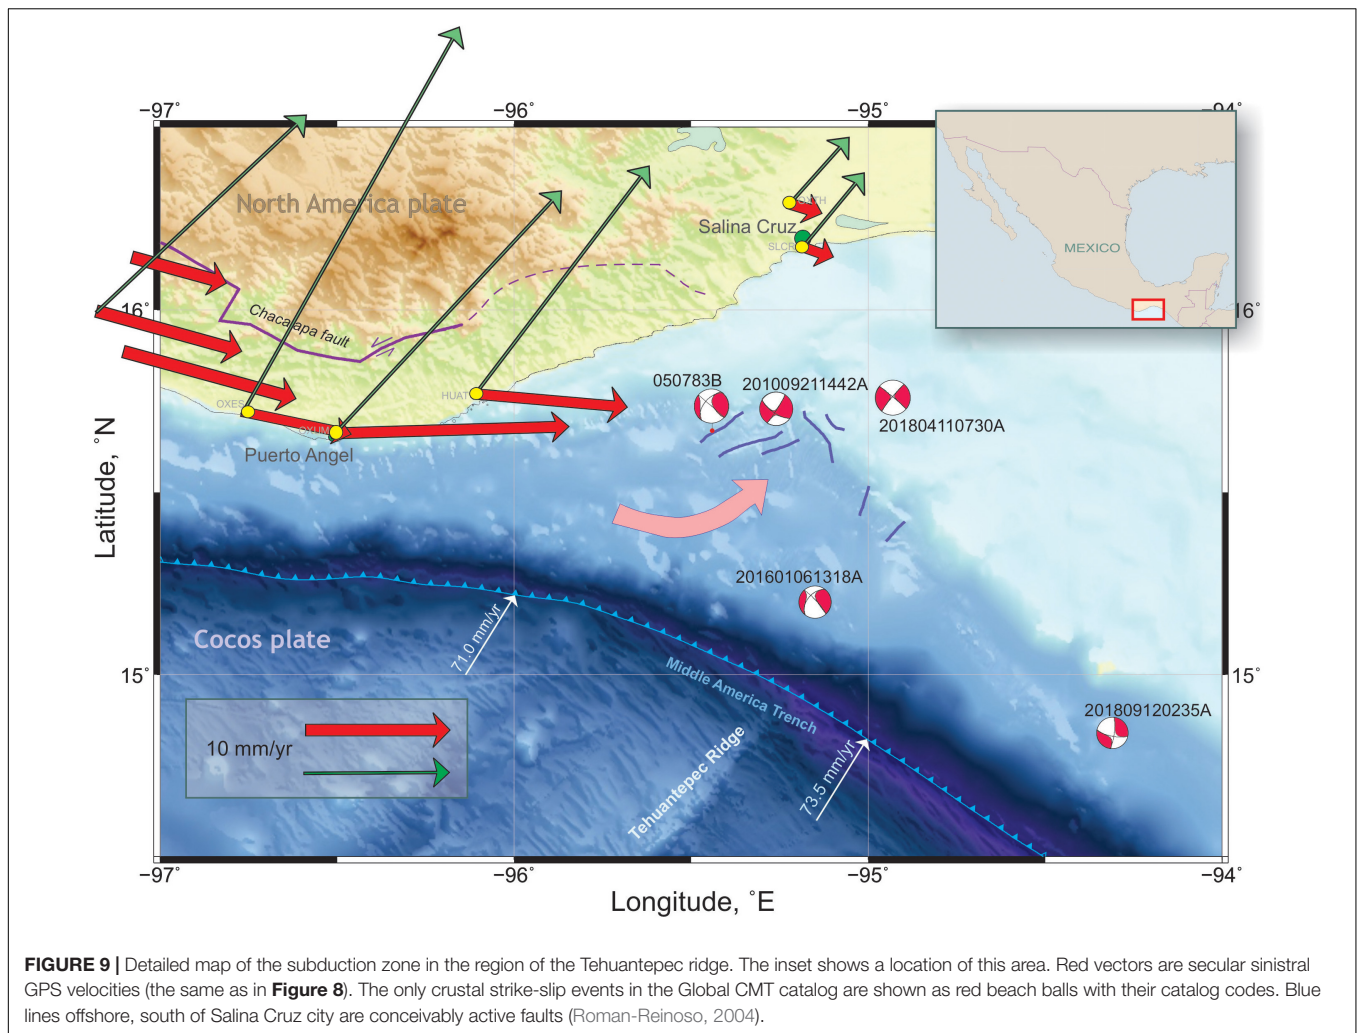 −97° −96° −95° −94°
North America plate
MEXICO
OXTH
Salina Cruz
SLCR
16° 16°
Chacalapa fault
050783B 201009211442A
HUAT
OXES
201804110730A
OXUM
Puerto Angel
Latitude, °N
201601061318A
71.0 mm/yr
Cocos plate
Middle America Trench
15° 15°
201809120235A
10 mm/yr
Tehuantepec Ridge
73.5 mm/yr
−97° −96° −95° −94°
Longitude, °E
FIGURE 9 | Detailed map of the subduction zone in the region of the Tehuantepec ridge. The inset shows a location of this area. Red vectors are secular sinistral
GPS velocities (the same as in Figure 8). The only crustal strike-slip events in the Global CMT catalog are shown as red beach balls with their catalog codes. Blue
lines offshore, south of Salina Cruz city are conceivably active faults (Roman-Reinoso, 2004).